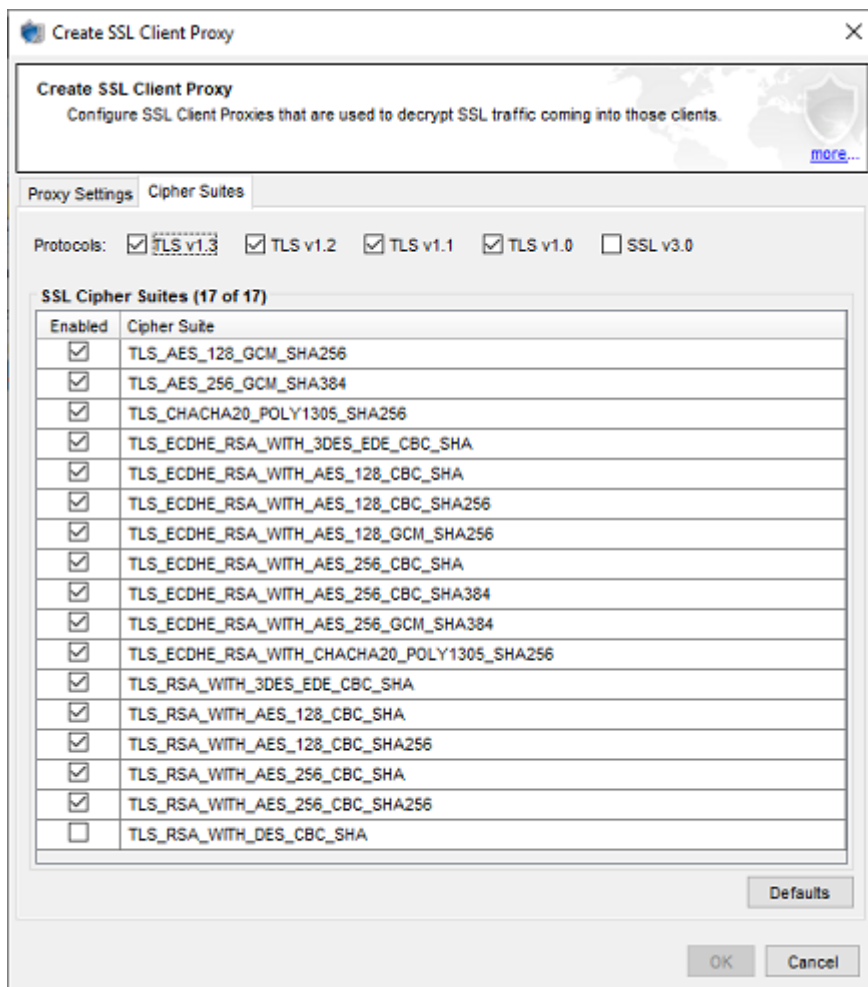 Create SSL Client Proxy
Create SSL Client Proxy
Configure SSL Client Proxies that are used to decrypt SSL traffic coming into those clients.
more...
Proxy Settings Cipher Suites
Protocols: TLS v1.3 TLS v1.2 TLS v1.1 TLS v1.0 SSL v3.0
SSL Cipher Suites (17 of 17)
Enabled Cipher Suite
TLS_AES_128_GCM_SHA256
TLS_AES_256_GCM_SHA384
TLS_CHACHA20_POLY1305_SHA256
TLS_ECDHE_RSA_WITH_3DES_EDE_CBC_SHA
TLS_ECDHE_RSA_WITH_AES_128_CBC_SHA
TLS_ECDHE_RSA_WITH_AES_128_CBC_SHA256
TLS_ECDHE_RSA_WITH_AES_128_GCM_SHA256
TLS_ECDHE_RSA_WITH_AES_256_CBC_SHA
TLS_ECDHE_RSA_WITH_AES_256_CBC_SHA384
TLS_ECDHE_RSA_WITH_AES_256_GCM_SHA384
TLS_ECDHE_RSA_WITH_CHACHA20_POLY1305_SHA256
TLS_RSA_WITH_3DES_EDE_CBC_SHA
TLS_RSA_WITH_AES_128_CBC_SHA
TLS_RSA_WITH_AES_128_CBC_SHA256
TLS_RSA_WITH_AES_256_CBC_SHA
TLS_RSA_WITH_AES_256_CBC_SHA256
TLS_RSA_WITH_DES_CBC_SHA
Defaults
OK Cancel